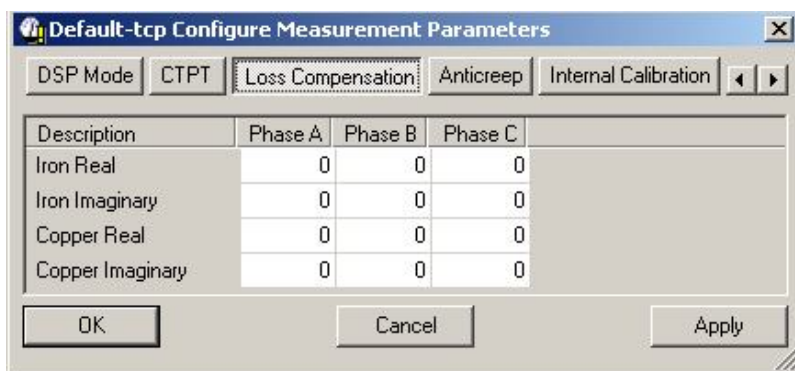 Default-tcp Configure Measurement Parameters
DSP Mode CTPT Loss Compensation Anticreep Internal Calibration
Description Phase A Phase B Phase C
Iron Real 0 0 0
Iron Imaginary 0 0 0
Copper Real 0 0 0
Copper Imaginary 0 0 0
OK Cancel Apply